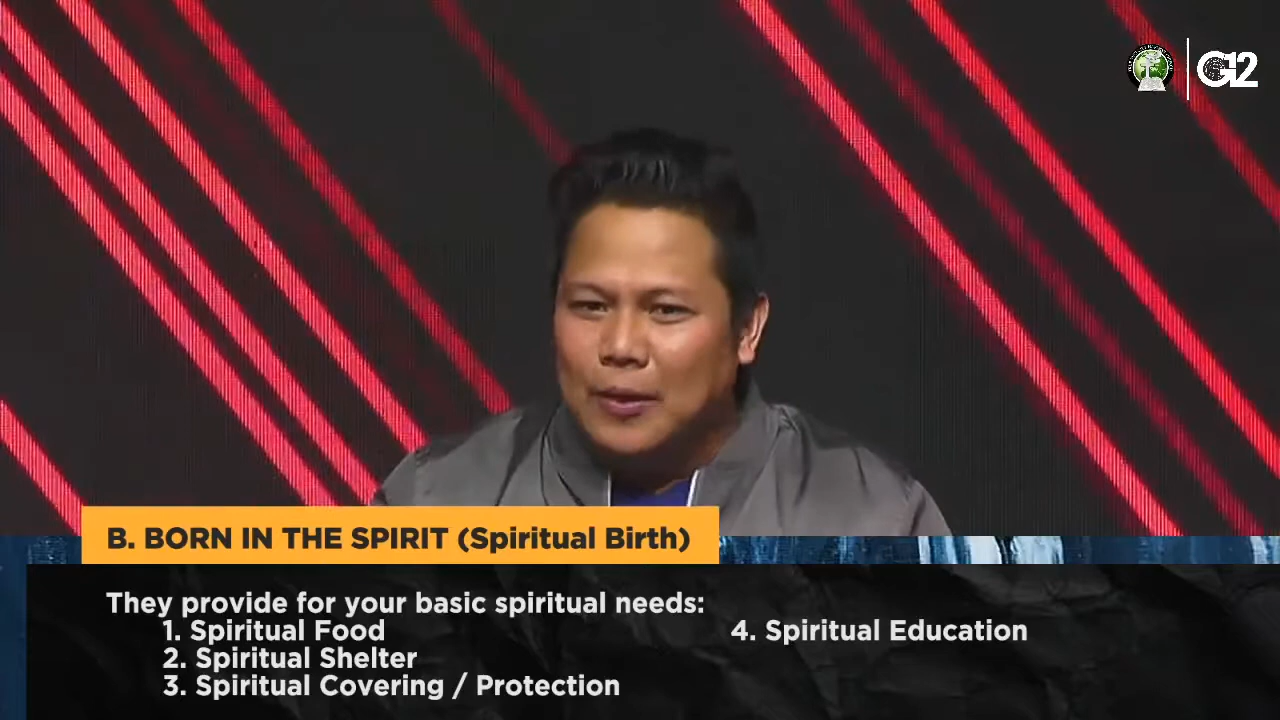 G12
B. BORN IN THE SPIRIT (Spiritual Birth)
They provide for your basic spiritual needs:
1. Spiritual Food
2. Spiritual Shelter
3. Spiritual Covering / Protection
4. Spiritual Education